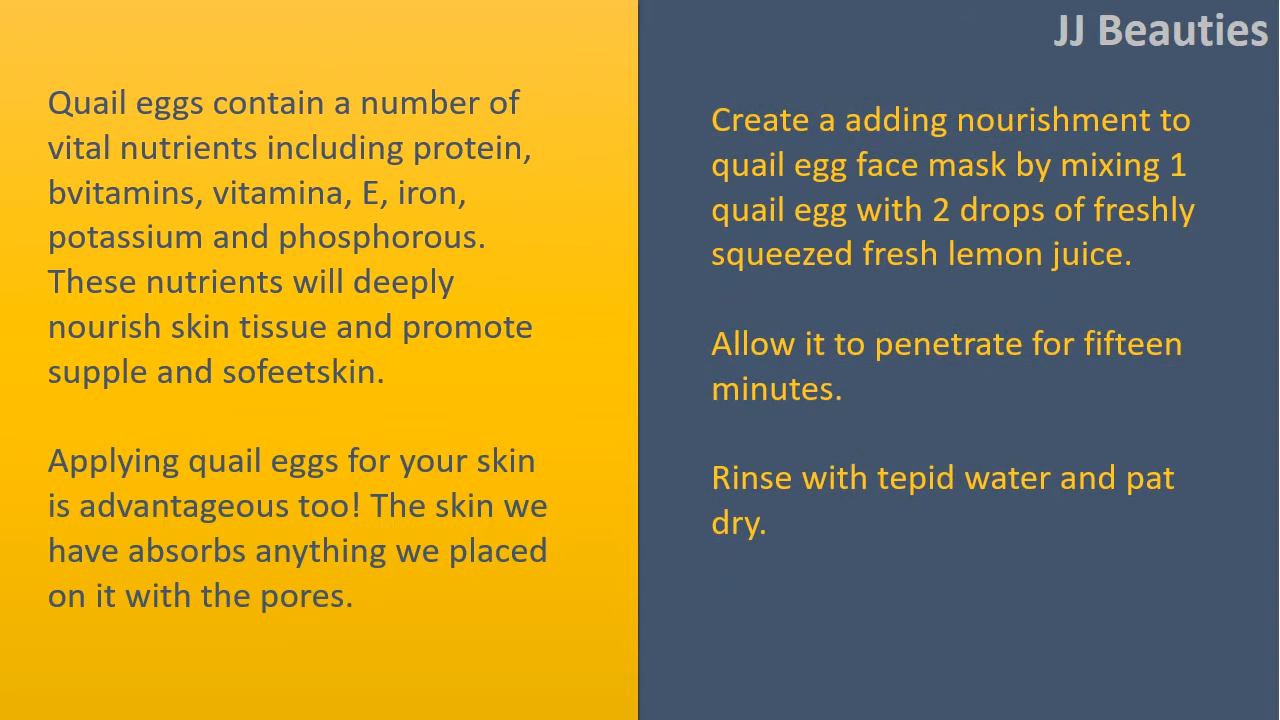 JJ Beauties
Quail eggs contain a number of
vital nutrients including protein,
bvitamins, vitamina, E, iron,
potassium and phosphorous.
These nutrients will deeply
nourish skin tissue and promote
supple and sofeetskin.
Applying quail eggs for your skin
is advantageous too! The skin we
have absorbs anything we placed
on it with the pores.
Create a adding nourishment to
quail egg face mask by mixing 1
quail egg with 2 drops of freshly
squeezed fresh lemon juice.
Allow it to penetrate for fifteen
minutes.
Rinse with tepid water and pat
dry.